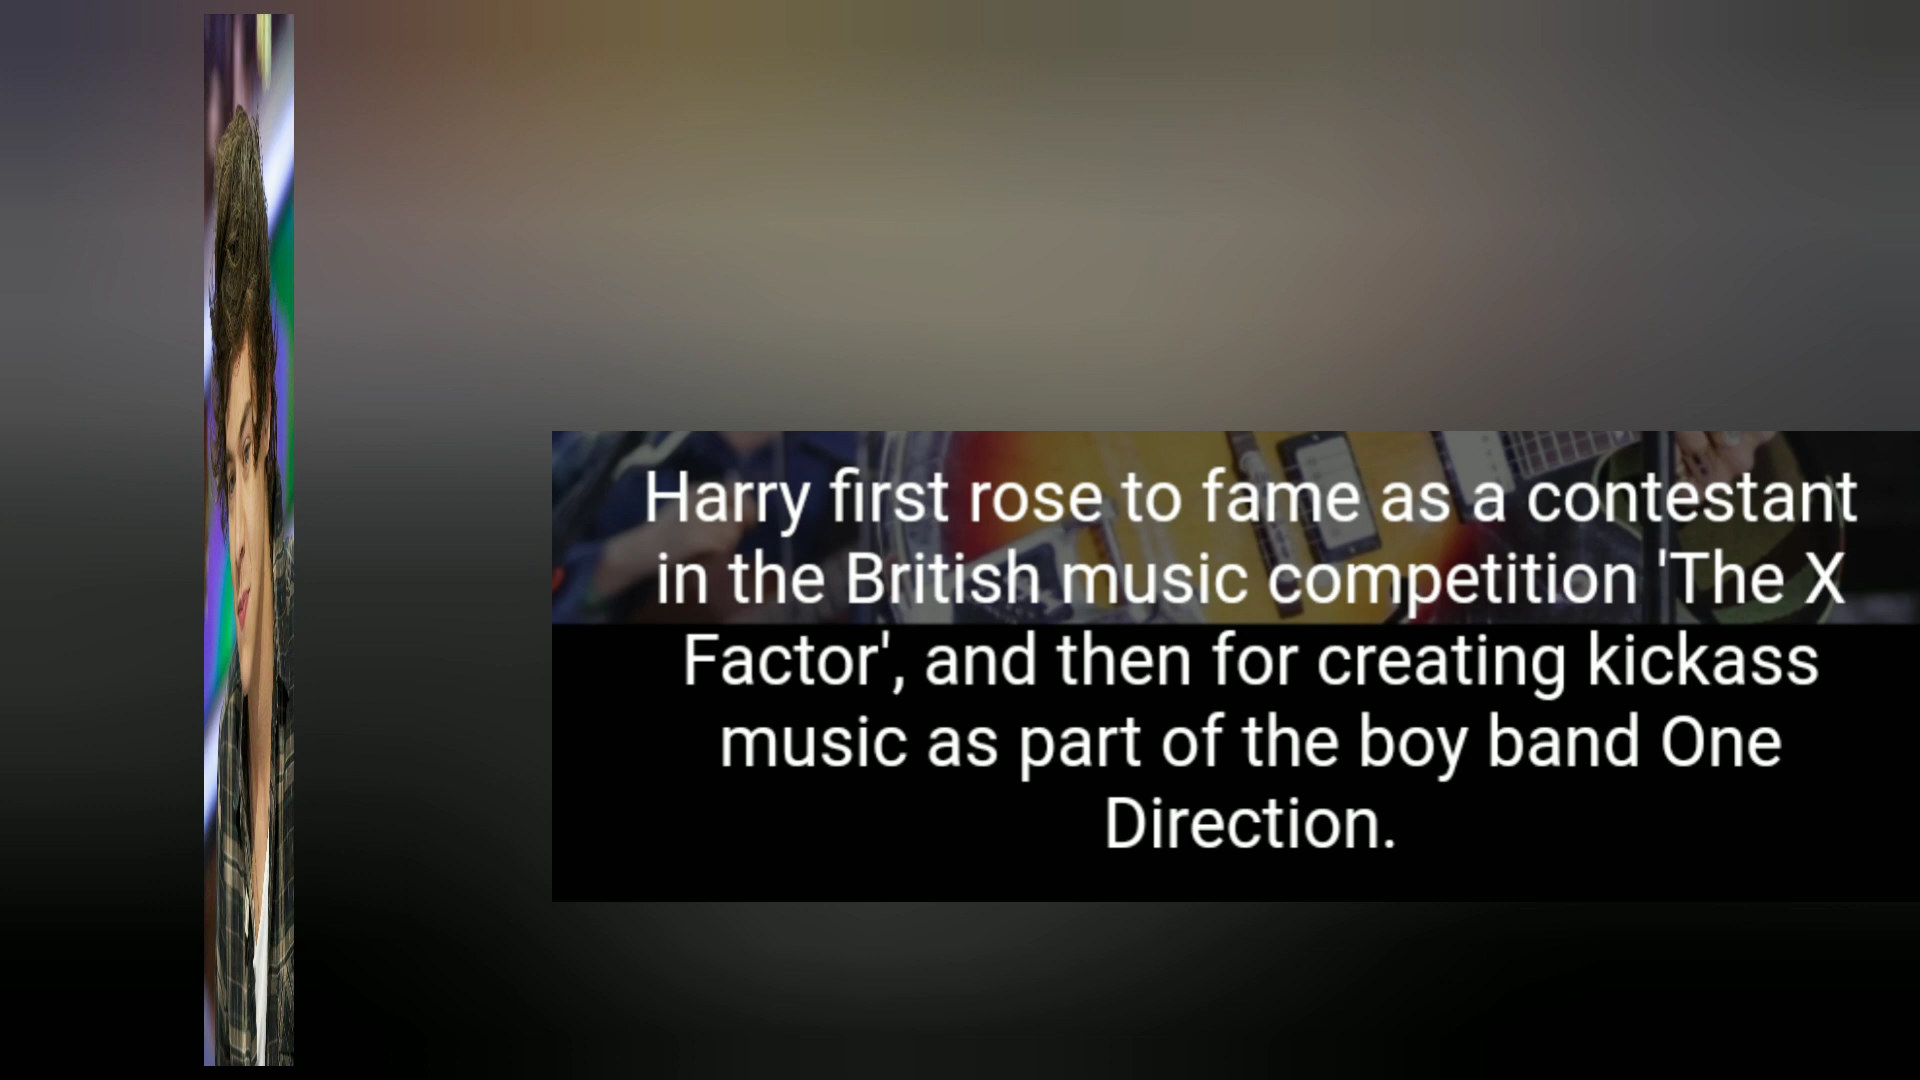 Harry first rose to fame as a contestant
in the British music competition 'The X
Factor', and then for creating kickass
music as part of the boy band One
Direction.